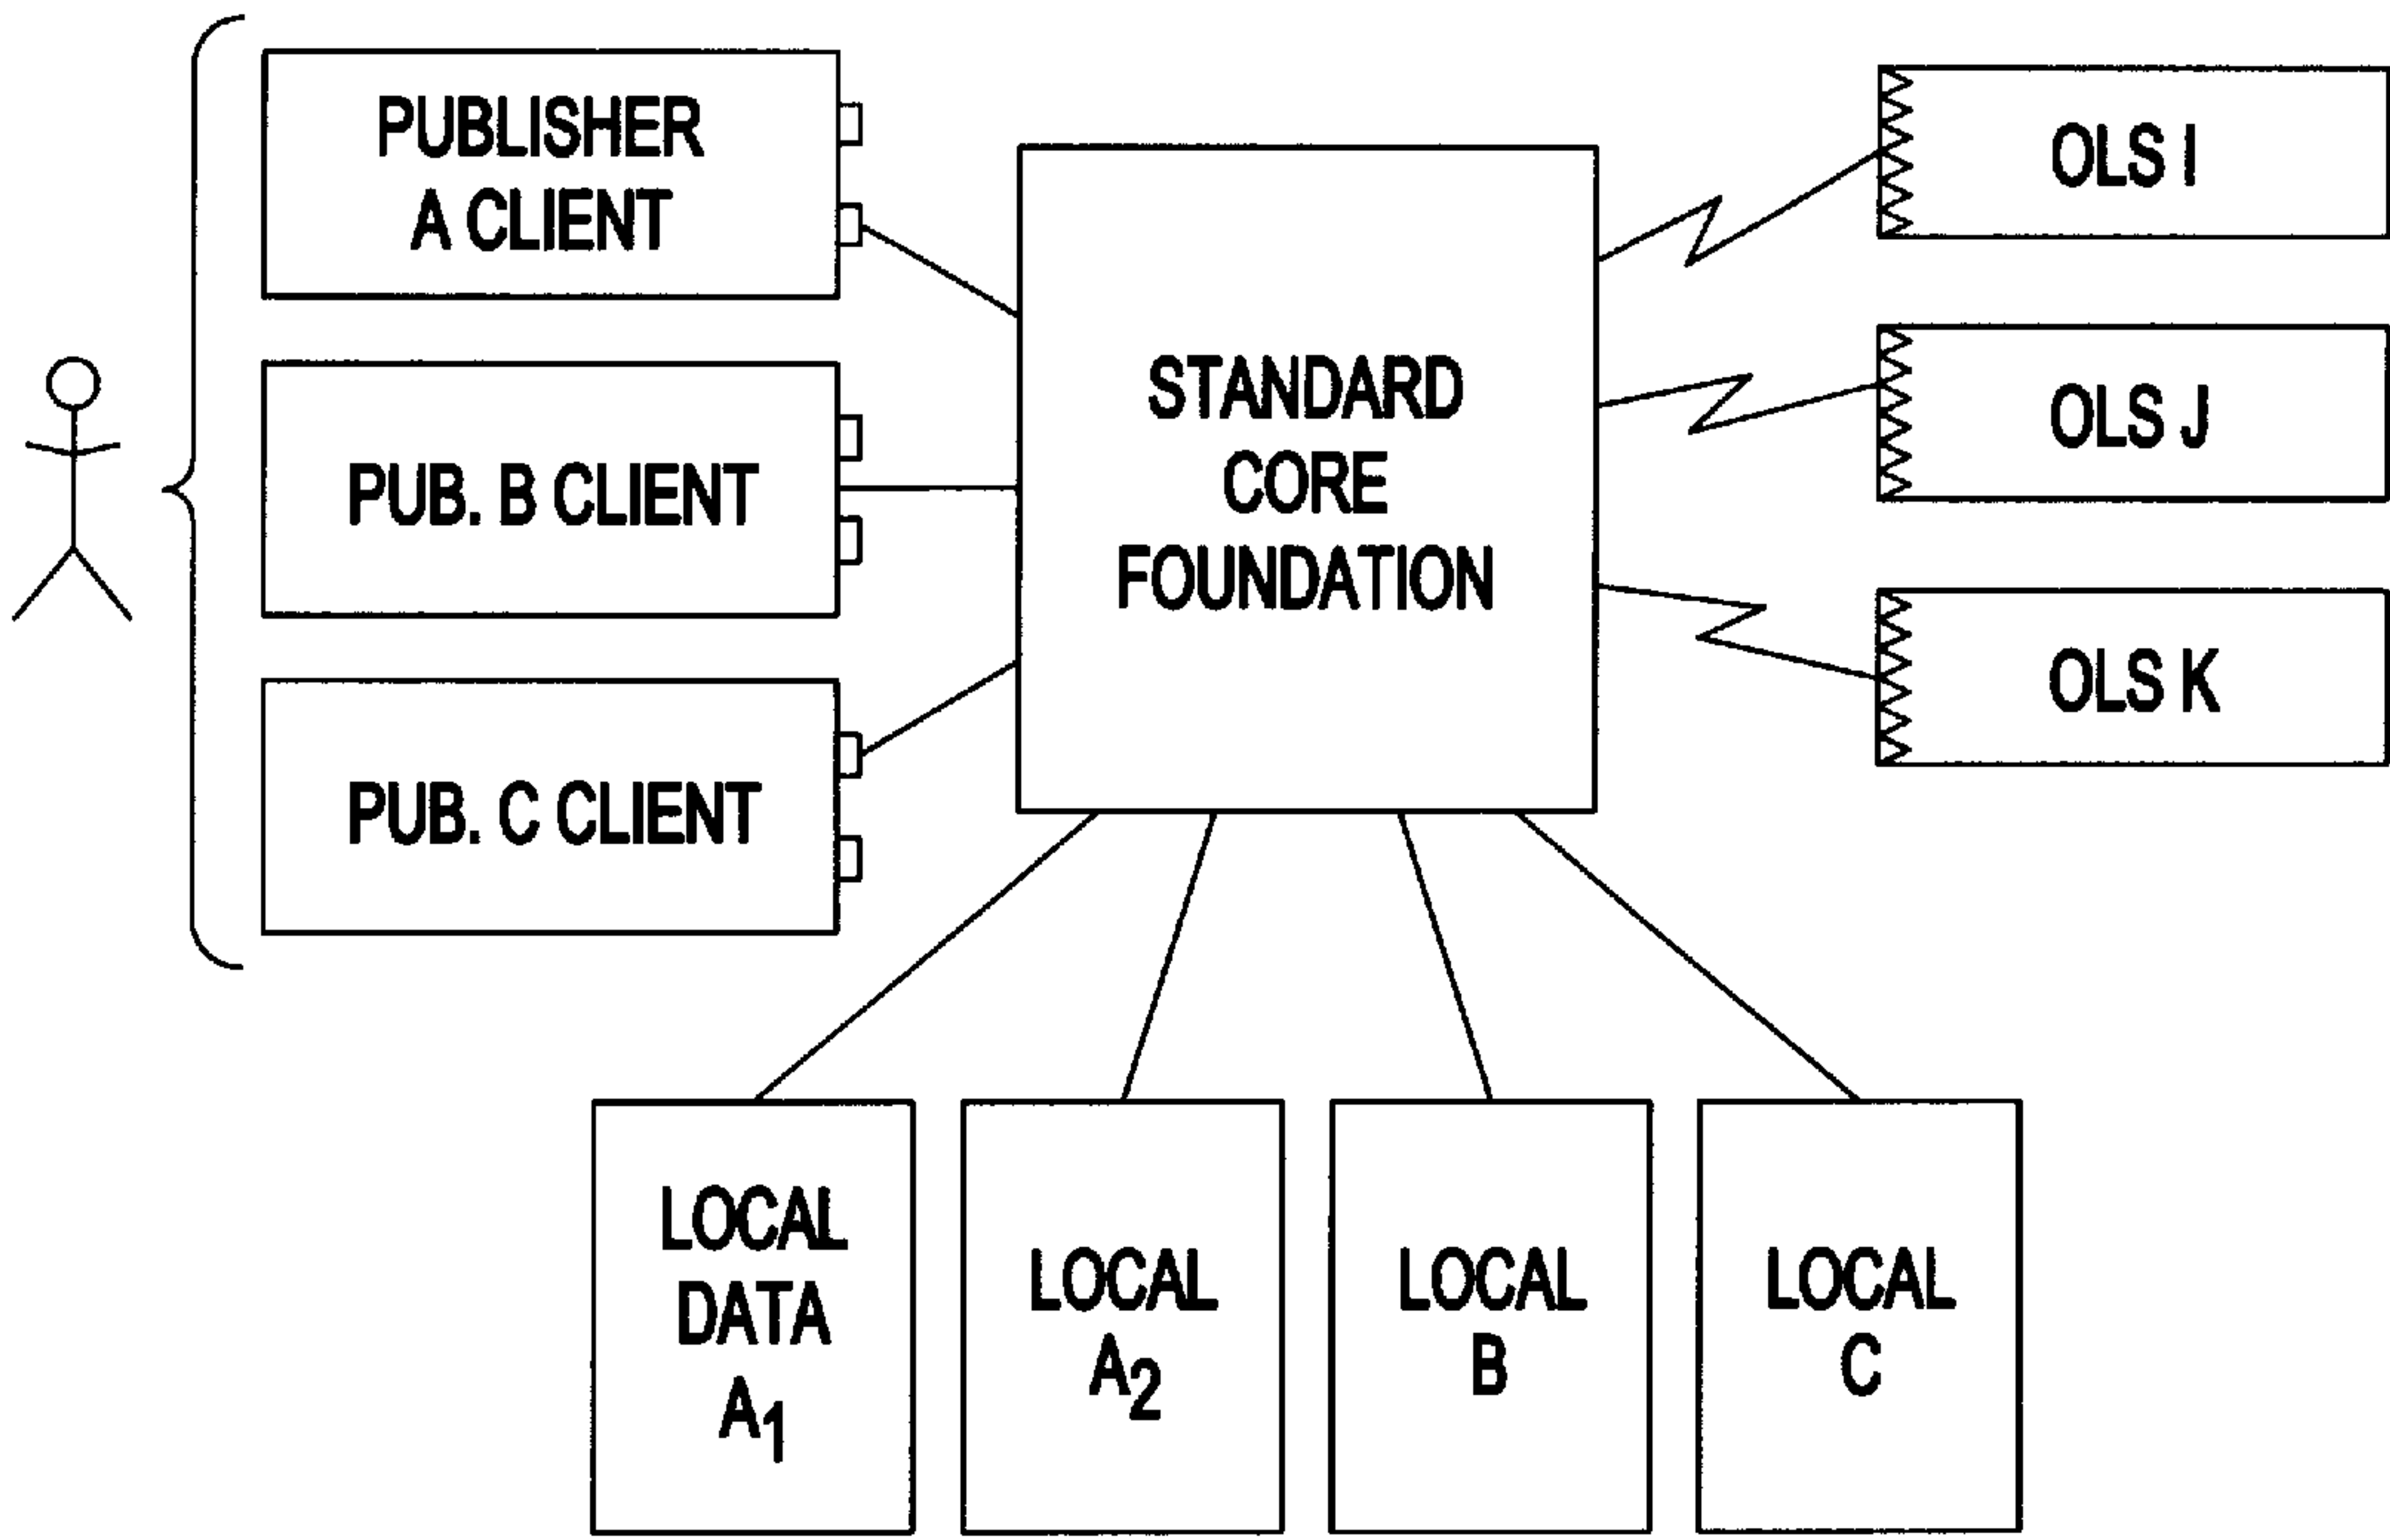 PUBLISHER
A CLIENT
PUB. B CLIENT
PUB. C CLIENT
STANDARD
CORE
FOUNDATION
OLS I
OLS J
OLS K
LOCAL
DATA
A1
LOCAL
A2
LOCAL
B
LOCAL
C